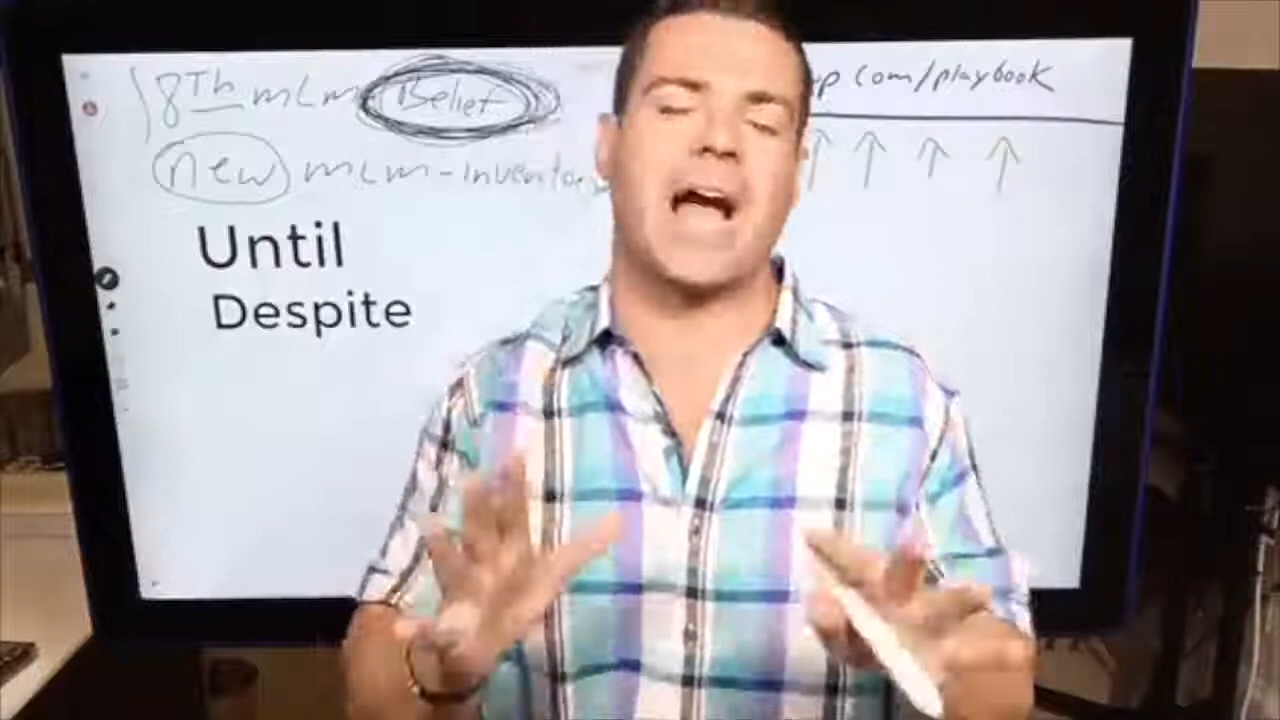 18Th mLm Belief
new mLm-Inventory
p com/playbook
Until
Despite